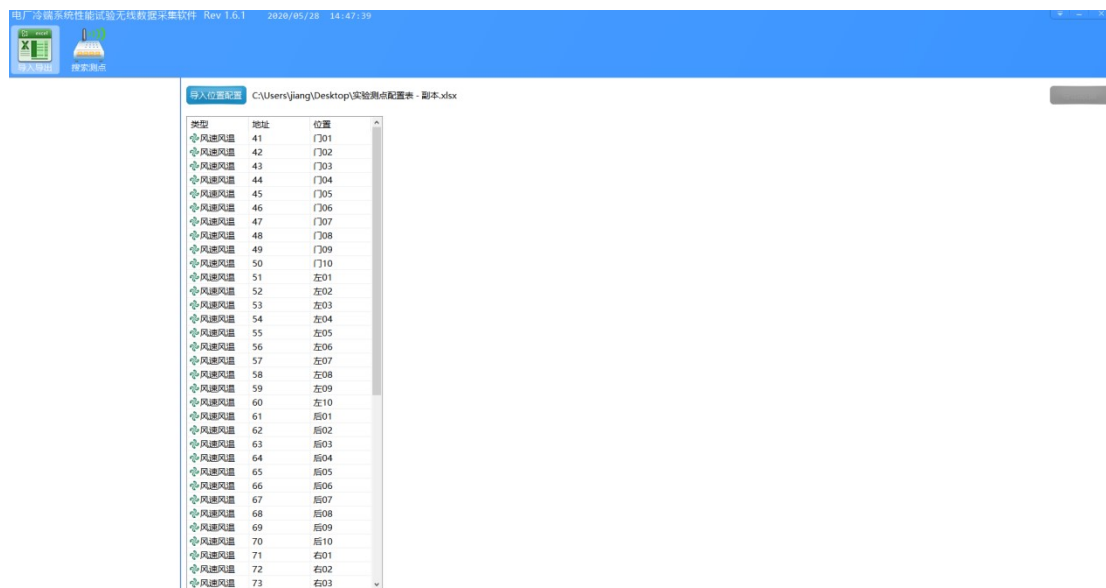 电厂冷端系统性能试验无线数据采集软件 Rev 1.6.1 2020/05/28 14:47:39
excel
导入导出 搜索测点
导入位置配置 C:\Users\jiang\Desktop\实验测点配置表 - 副本.xlsx
类型 地址 位置
风速风温 41 门01
风速风温 42 门02
风速风温 43 门03
风速风温 44 门04
风速风温 45 门05
风速风温 46 门06
风速风温 47 门07
风速风温 48 门08
风速风温 49 门09
风速风温 50 门10
风速风温 51 左01
风速风温 52 左02
风速风温 53 左03
风速风温 54 左04
风速风温 55 左05
风速风温 56 左06
风速风温 57 左07
风速风温 58 左08
风速风温 59 左09
风速风温 60 左10
风速风温 61 后01
风速风温 62 后02
风速风温 63 后03
风速风温 64 后04
风速风温 65 后05
风速风温 66 后06
风速风温 67 后07
风速风温 68 后08
风速风温 69 后09
风速风温 70 后10
风速风温 71 右01
风速风温 72 右02
风速风温 73 右03